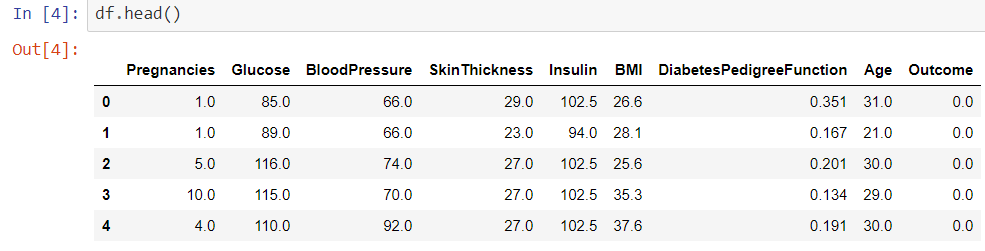 In [4]: df.head()
Out[4]:
Pregnancies Glucose BloodPressure SkinThickness Insulin BMI DiabetesPedigreeFunction Age Outcome
0 1.0 85.0 66.0 29.0 102.5 26.6 0.351 31.0 0.0
1 1.0 89.0 66.0 23.0 94.0 28.1 0.167 21.0 0.0
2 5.0 116.0 74.0 27.0 102.5 25.6 0.201 30.0 0.0
3 10.0 115.0 70.0 27.0 102.5 35.3 0.134 29.0 0.0
4 4.0 110.0 92.0 27.0 102.5 37.6 0.191 30.0 0.0